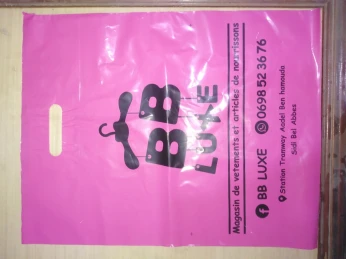 BB
LUXE
Magasin de vetements et articles de nourrissons
BB LUXE 0698 52 36 76
Station Tramway Aadel Ben hamouda
Sidi Bel Abbes